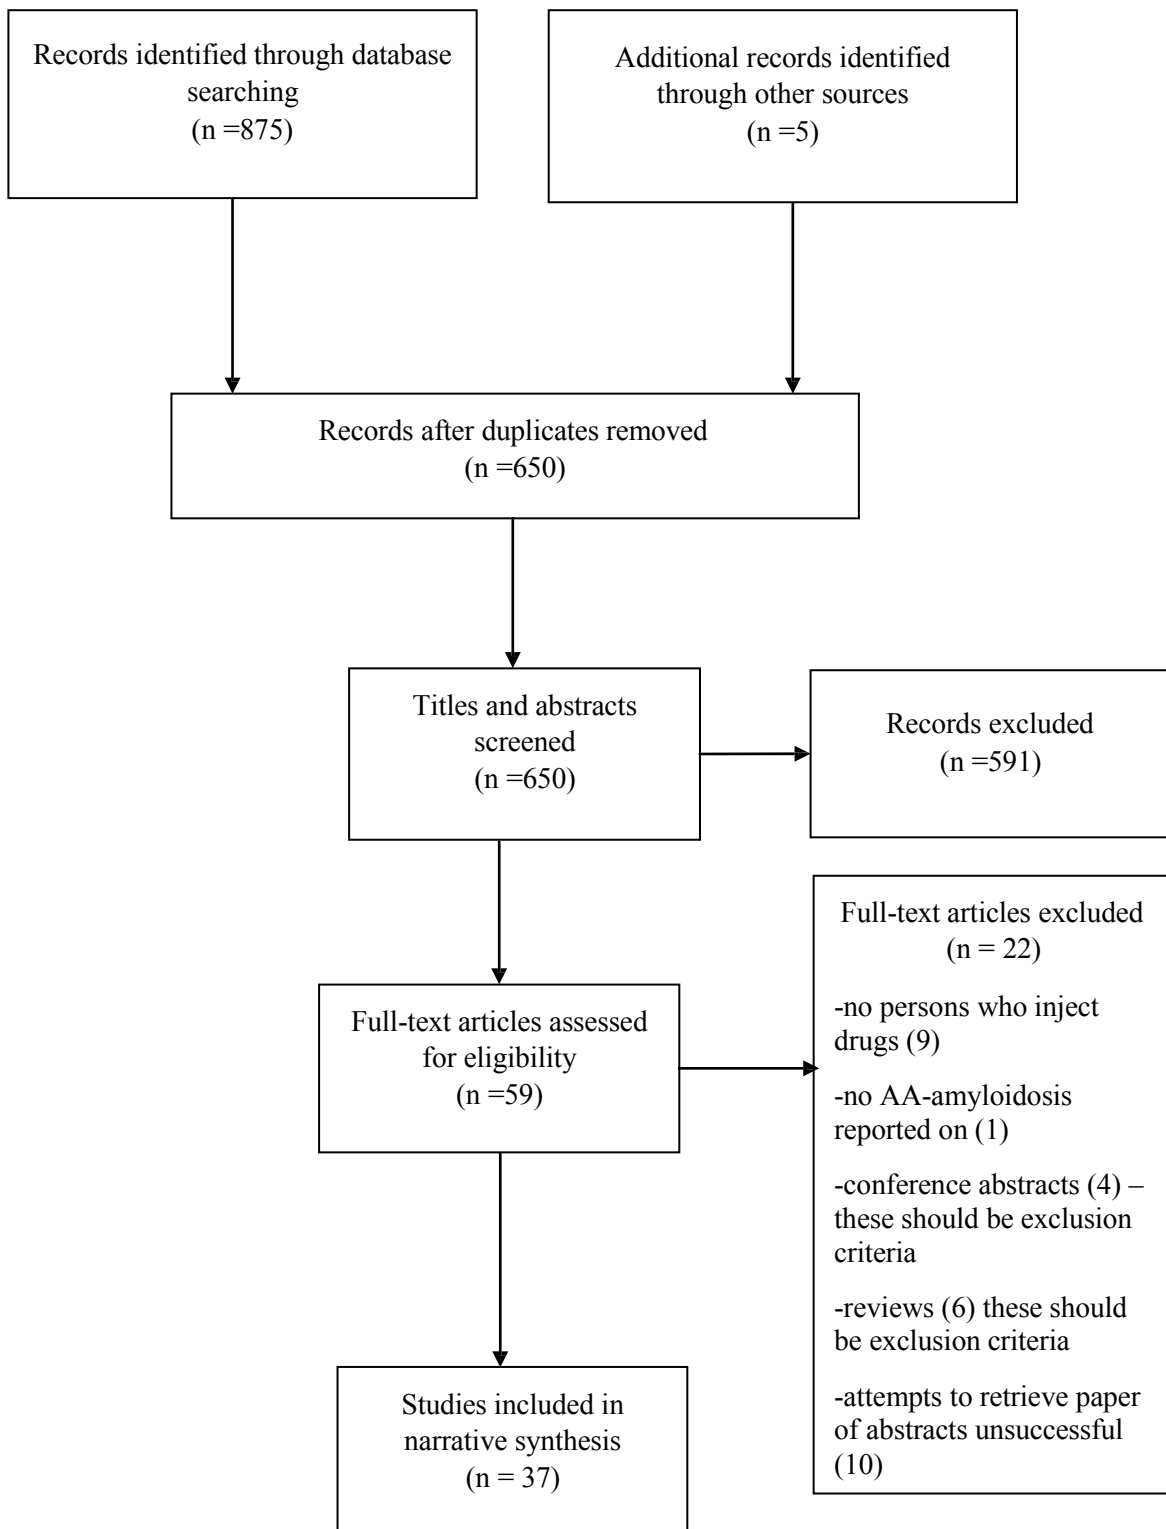 Records identified through database
searching
(n =875)
Additional records identified
through other sources
(n =5)
Records after duplicates removed
(n =650)
Titles and abstracts
screened
(n =650)
Records excluded
(n =591)
Full-text articles assessed
for eligibility
(n =59)
Full-text articles excluded
(n = 22)
-no persons who inject
drugs (9)
-no AA-amyloidosis
reported on (1)
-conference abstracts (4) –
these should be exclusion
criteria
-reviews (6) these should
be exclusion criteria
-attempts to retrieve paper
of abstracts unsuccessful
(10)
Studies included in
narrative synthesis
(n = 37)